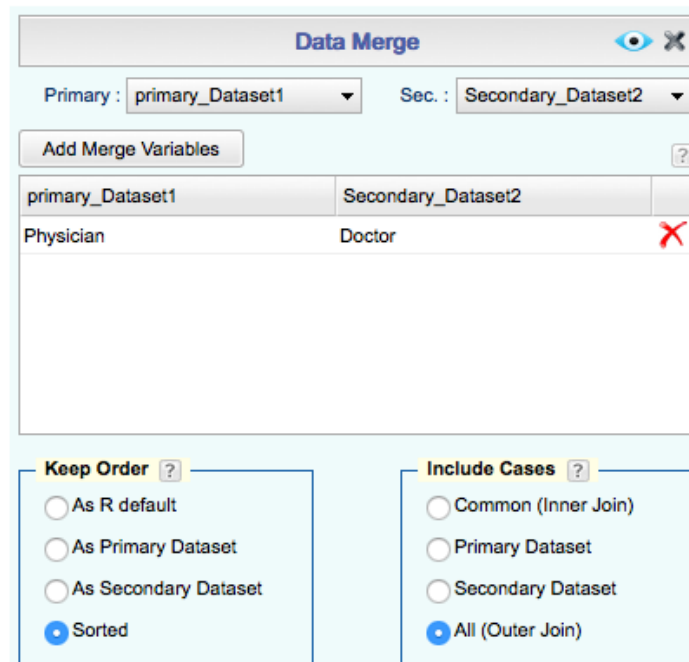 Data Merge
Primary : primary_Dataset1 Sec. : Secondary_Dataset2
Add Merge Variables
?
primary_Dataset1 Secondary_Dataset2
Physician Doctor
Keep Order ? Include Cases ?
As R default Common (Inner Join)
As Primary Dataset Primary Dataset
As Secondary Dataset Secondary Dataset
Sorted All (Outer Join)